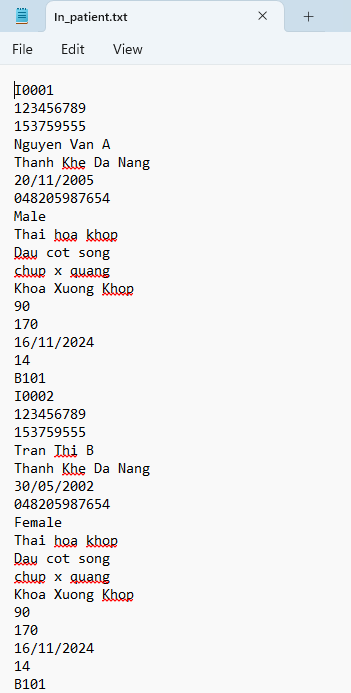 In_patient.txt
File Edit View
I0001
123456789
153759555
Nguyen Van A
Thanh Khe Da Nang
20/11/2005
048205987654
Male
Thai hoa khop
Dau cot song
chup x quang
Khoa Xuong Khop
90
170
16/11/2024
14
B101
I0002
123456789
153759555
Tran Thi B
Thanh Khe Da Nang
30/05/2002
048205987654
Female
Thai hoa khop
Dau cot song
chup x quang
Khoa Xuong Khop
90
170
16/11/2024
14
B101